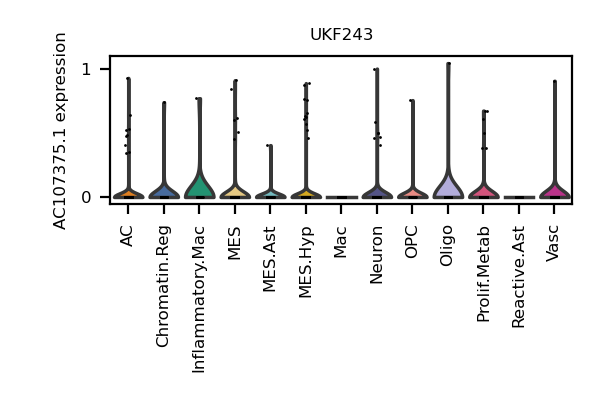 UKF243
AC107375.1 expression
1
0
AC
Chromatin.Reg
Inflammatory.Mac
MES
MES.Ast
MES.Hyp
Mac
Neuron
OPC
Oligo
Prolif.Metab
Reactive.Ast
Vasc